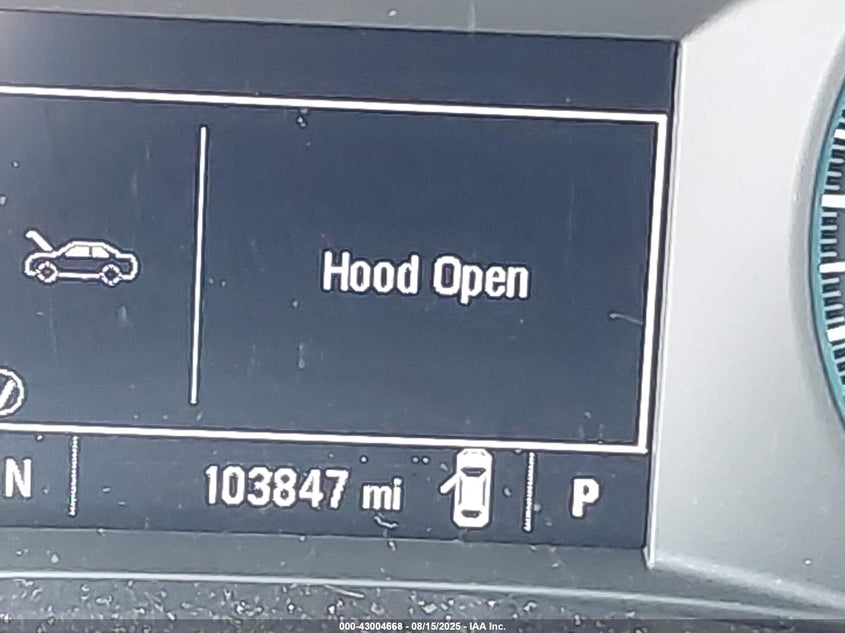 Hood Open
N
103847 mi
P
000-43004668 - 08/15/2025 - IAA Inc.